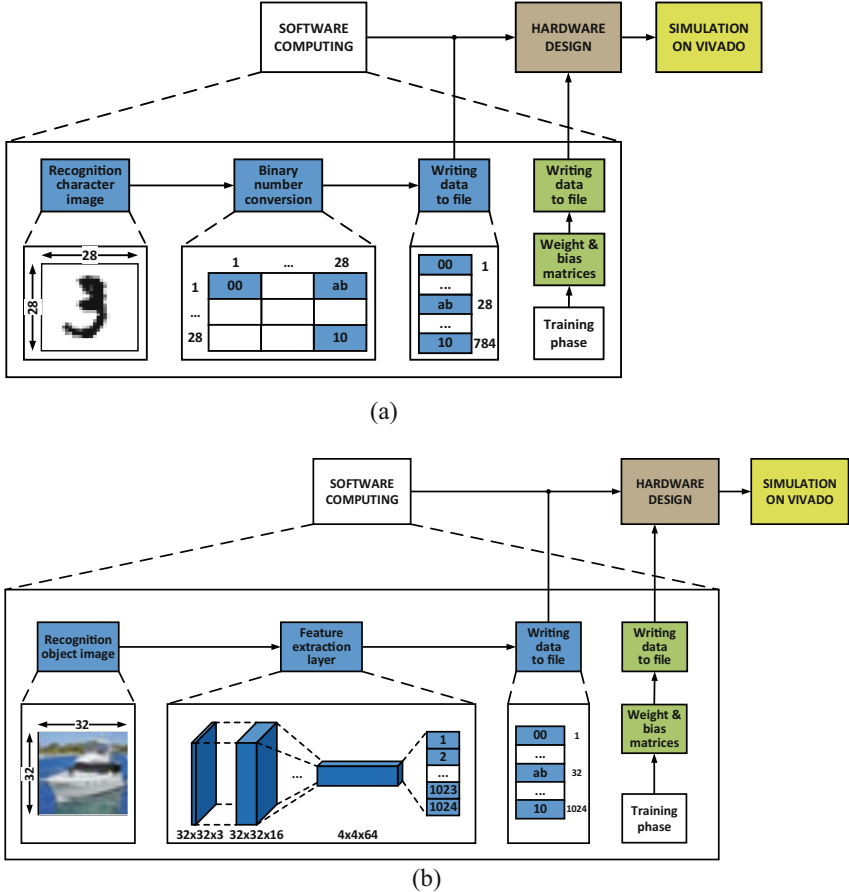 SOFTWARE
COMPUTING
HARDWARE
DESIGN
SIMULATION
ON VIVADO
Recognition
character
image
Binary
number
conversion
Writing
data
to file
Writing
data
to file
28
28
1 ... 28
1 00 ab
...
28 10
00 1
...
ab 28
...
10 784
Weight &
bias
matrices
Training
phase
(a)
SOFTWARE
COMPUTING
HARDWARE
DESIGN
SIMULATION
ON VIVADO
Recognition
object image
Feature
extraction
layer
Writing
data
to file
Writing
data
to file
32
32
...
32x32x3 32x32x16 4x4x64
1
2
...
1023
1024
00 1
...
ab 32
...
10 1024
Weight &
bias
matrices
Training
phase
(b)